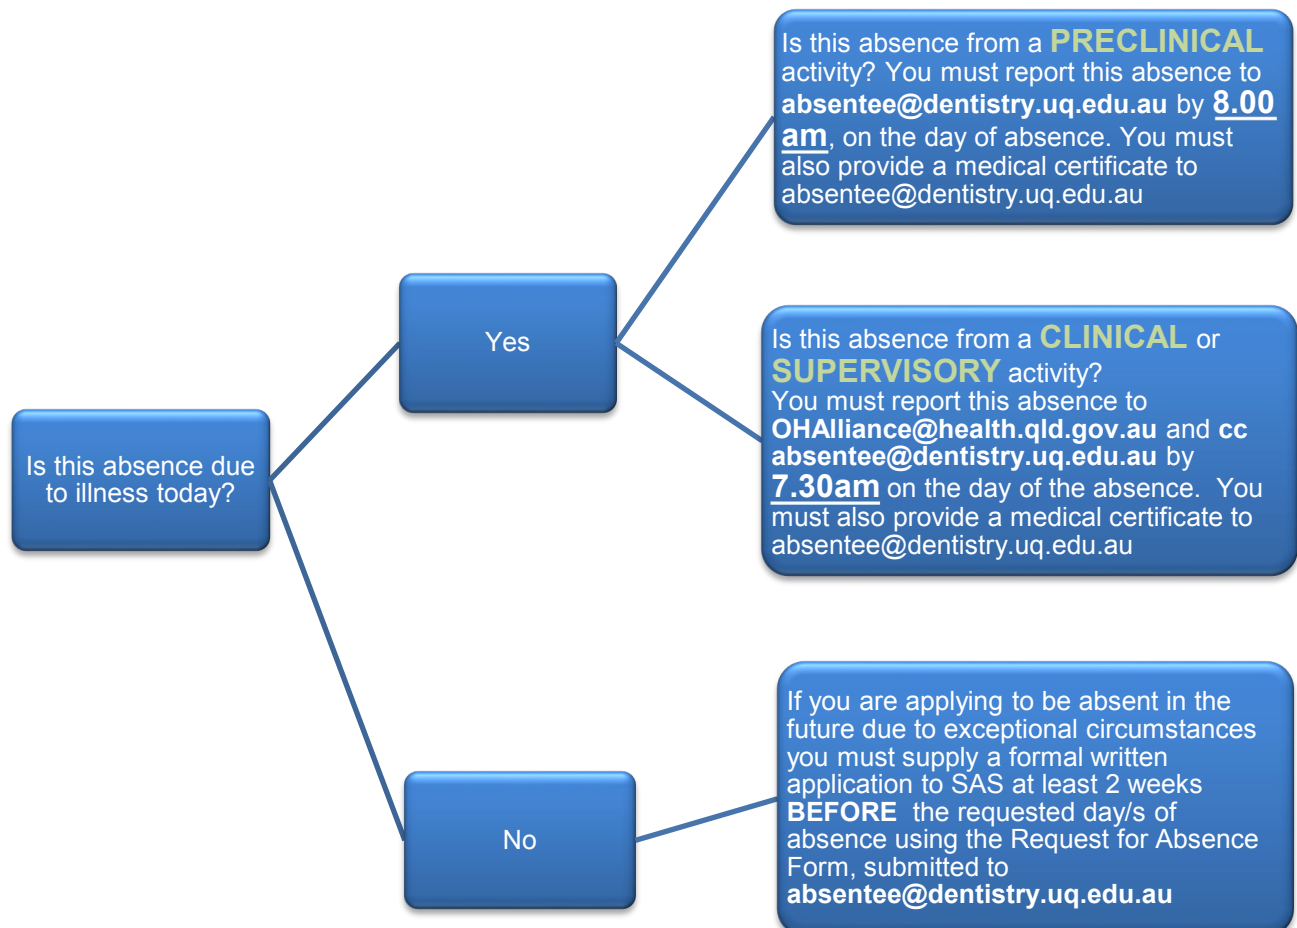 Is this absence due
to illness today?
Yes
Is this absence from a PRECLINICAL
activity? You must report this absence to
absentee@dentistry.uq.edu.au by 8.00
am, on the day of absence. You must
also provide a medical certificate to
absentee@dentistry.uq.edu.au
Is this absence from a CLINICAL or
SUPERVISORY activity?
You must report this absence to
OHAlliance@health.qld.gov.au and cc
absentee@dentistry.uq.edu.au by
7.30am on the day of the absence.  You
must also provide a medical certificate to
absentee@dentistry.uq.edu.au
No
If you are applying to be absent in the
future due to exceptional circumstances
you must supply a formal written
application to SAS at least 2 weeks
BEFORE  the requested day/s of
absence using the Request for Absence
Form, submitted to
absentee@dentistry.uq.edu.au